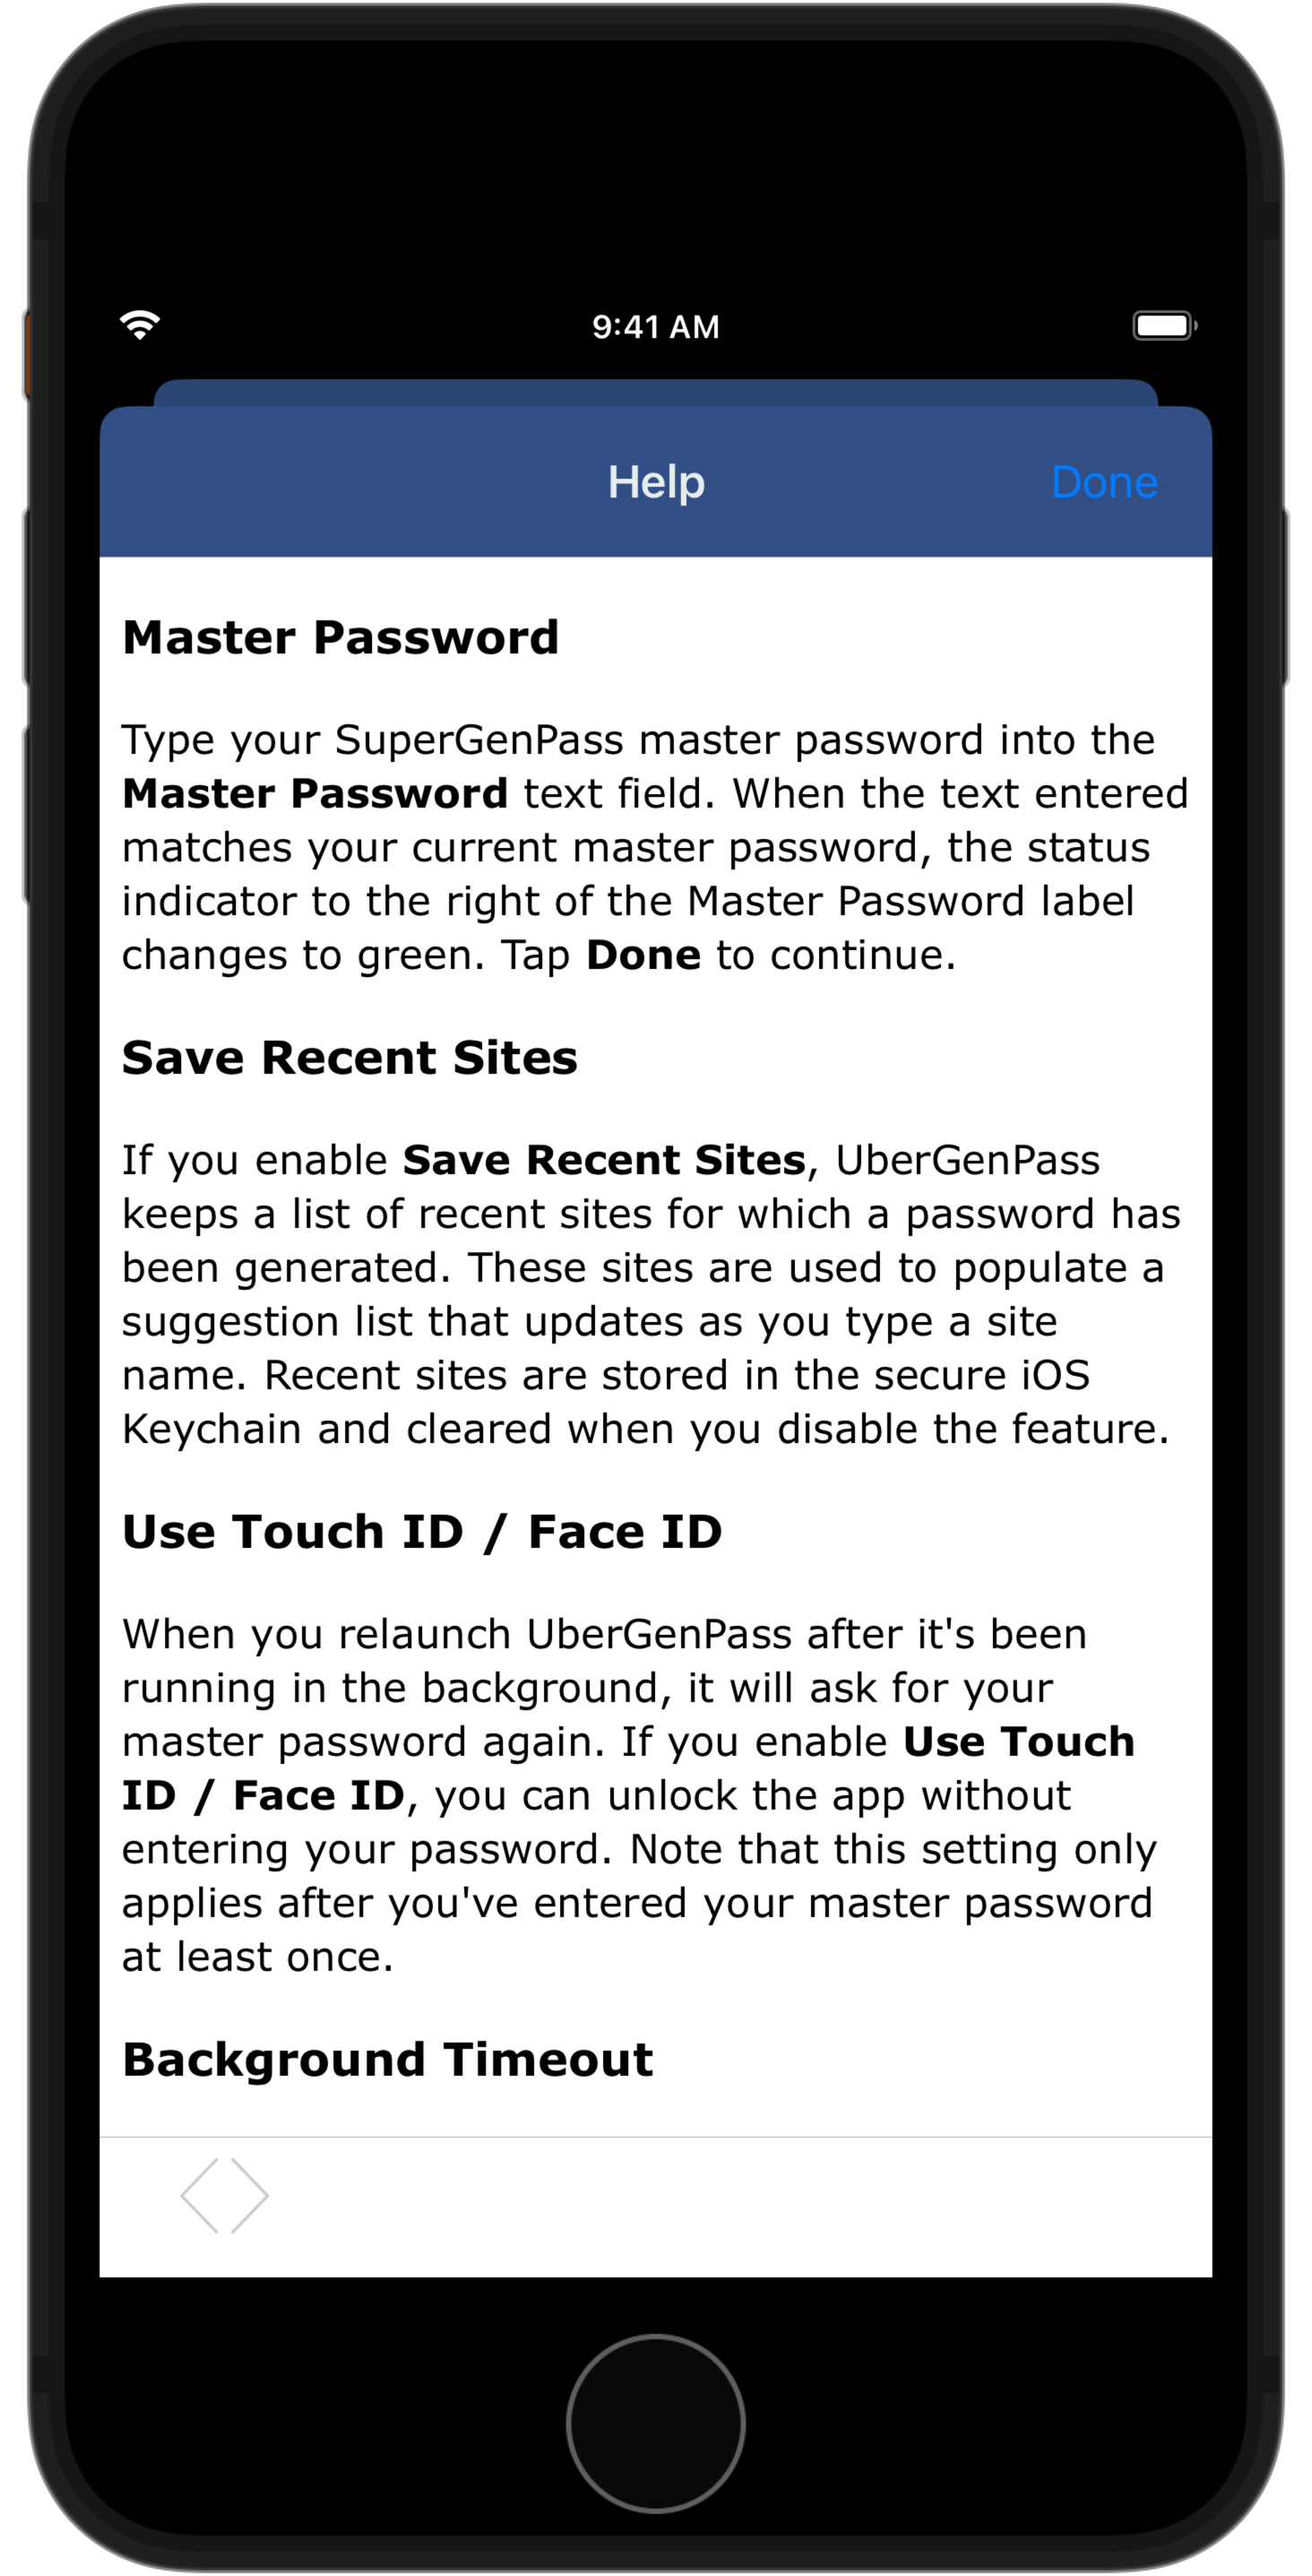 9:41 AM
Help
Done
Master Password
Type your SuperGenPass master password into the
Master Password text field. When the text entered
matches your current master password, the status
indicator to the right of the Master Password label
changes to green. Tap Done to continue.
Save Recent Sites
If you enable Save Recent Sites, UberGenPass
keeps a list of recent sites for which a password has
been generated. These sites are used to populate a
suggestion list that updates as you type a site
name. Recent sites are stored in the secure iOS
Keychain and cleared when you disable the feature.
Use Touch ID / Face ID
When you relaunch UberGenPass after it's been
running in the background, it will ask for your
master password again. If you enable Use Touch
ID / Face ID, you can unlock the app without
entering your password. Note that this setting only
applies after you've entered your master password
at least once.
Background Timeout